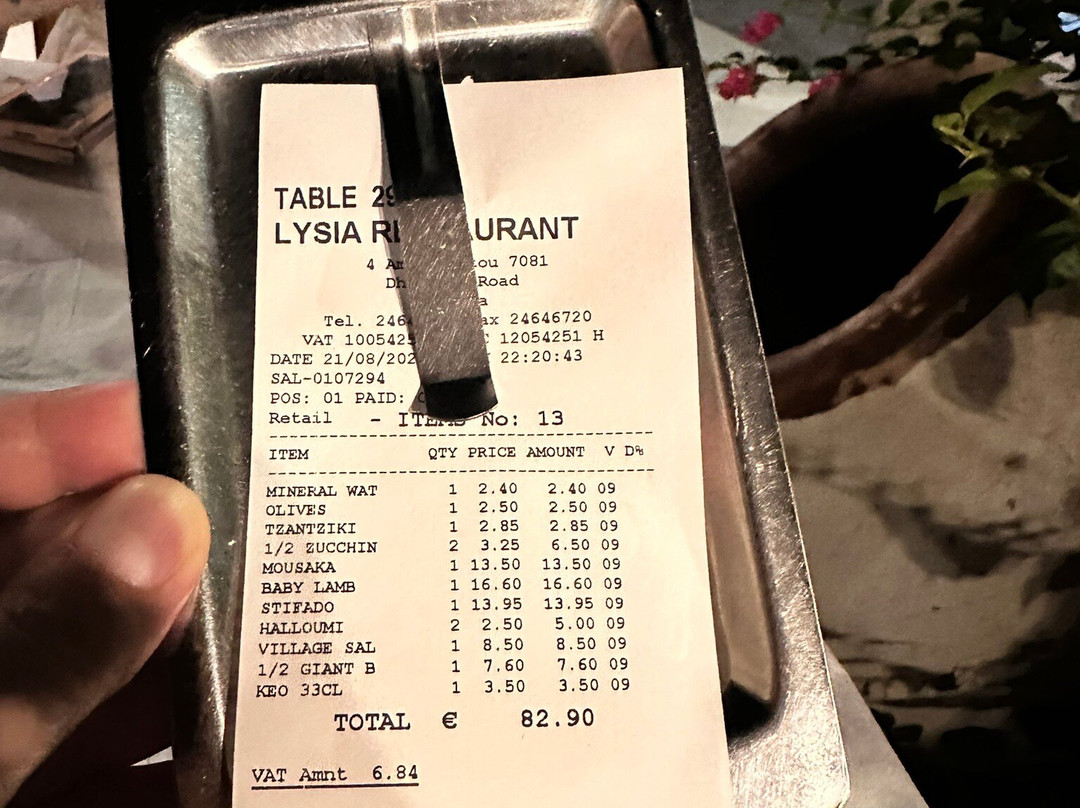 TABLE 29
LYSIA RE AURANT
4 A ou 7081
Dh Road
a
Tel. 246 ax 24646720
VAT 1005425 12054251 H
DATE 21/08/202 22:20:43
SAL-0107294
POS: 01 PAID:
Retail - ITEMS No: 13
ITEM QTY PRICE AMOUNT V D%
MINERAL WAT 1 2.40 2.40 09
OLIVES 1 2.50 2.50 09
TZANTZIKI 1 2.85 2.85 09
1/2 ZUCCHIN 2 3.25 6.50 09
MOUSAKA 1 13.50 13.50 09
BABY LAMB 1 16.60 16.60 09
STIFADO 1 13.95 13.95 09
HALLOUMI 2 2.50 5.00 09
VILLAGE SAL 1 8.50 8.50 09
1/2 GIANT B 1 7.60 7.60 09
KEO 33CL 1 3.50 3.50 09
TOTAL € 82.90
VAT Amnt 6.84